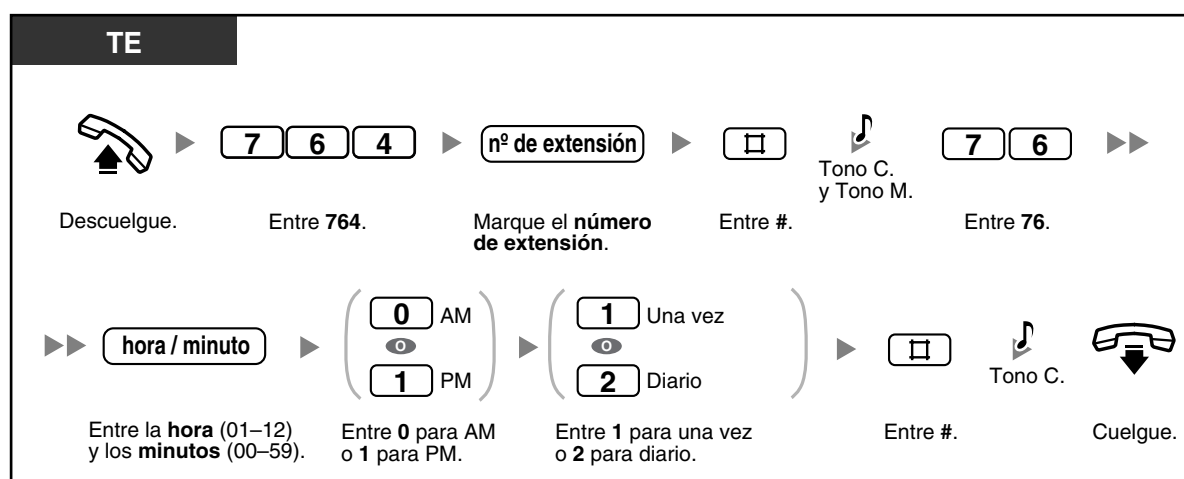 TE
7 6 4
nº de extensión
#
Tono C.
y Tono M.
7 6
Descuelgue.
Entre 764.
Marque el número
de extensión.
Entre #.
Entre 76.
hora / minuto
0 AM
o
1 PM
1 Una vez
o
2 Diario
#
Tono C.
Entre la hora (01–12)
y los minutos (00–59).
Entre 0 para AM
o 1 para PM.
Entre 1 para una vez
o 2 para diario.
Entre #.
Cuelgue.